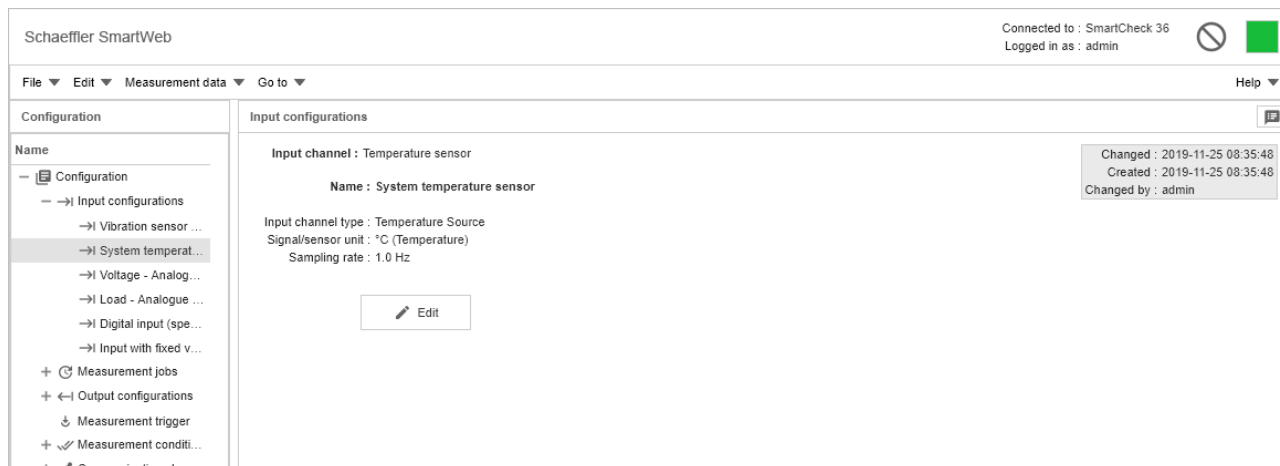 Schaeffler SmartWeb
Connected to : SmartCheck 36
Logged in as : admin
File Edit Measurement data Go to Help
Configuration
Name
Configuration
Input configurations
Vibration sensor ...
System temperat...
Voltage - Analog...
Load - Analogue ...
Digital input (spe...
Input with fixed v...
Measurement jobs
Output configurations
Measurement trigger
Measurement conditi...
Input configurations
Input channel : Temperature sensor
Name : System temperature sensor
Input channel type : Temperature Source
Signal/sensor unit : °C (Temperature)
Sampling rate : 1.0 Hz
Edit
Changed : 2019-11-25 08:35:48
Created : 2019-11-25 08:35:48
Changed by : admin